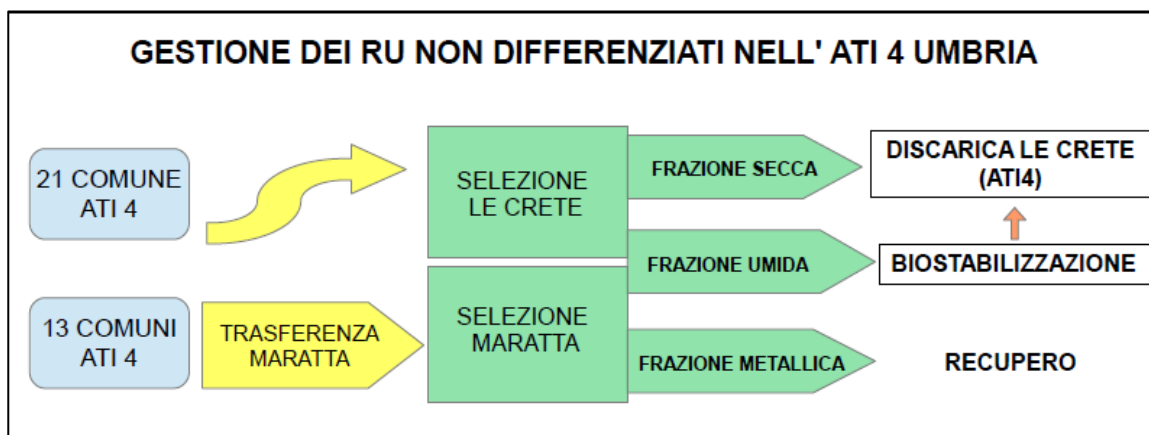 GESTIONE DEI RU NON DIFFERENZIATI NELL' ATI 4 UMBRIA
21 COMUNE
ATI 4
SELEZIONE
LE CRETE
FRAZIONE SECCA
DISCARICA LE CRETE
(ATI4)
FRAZIONE UMIDA
BIOSTABILIZZAZIONE
13 COMUNI
ATI 4
TRASFERENZA
MARATTA
SELEZIONE
MARATTA
FRAZIONE METALLICA
RECUPERO